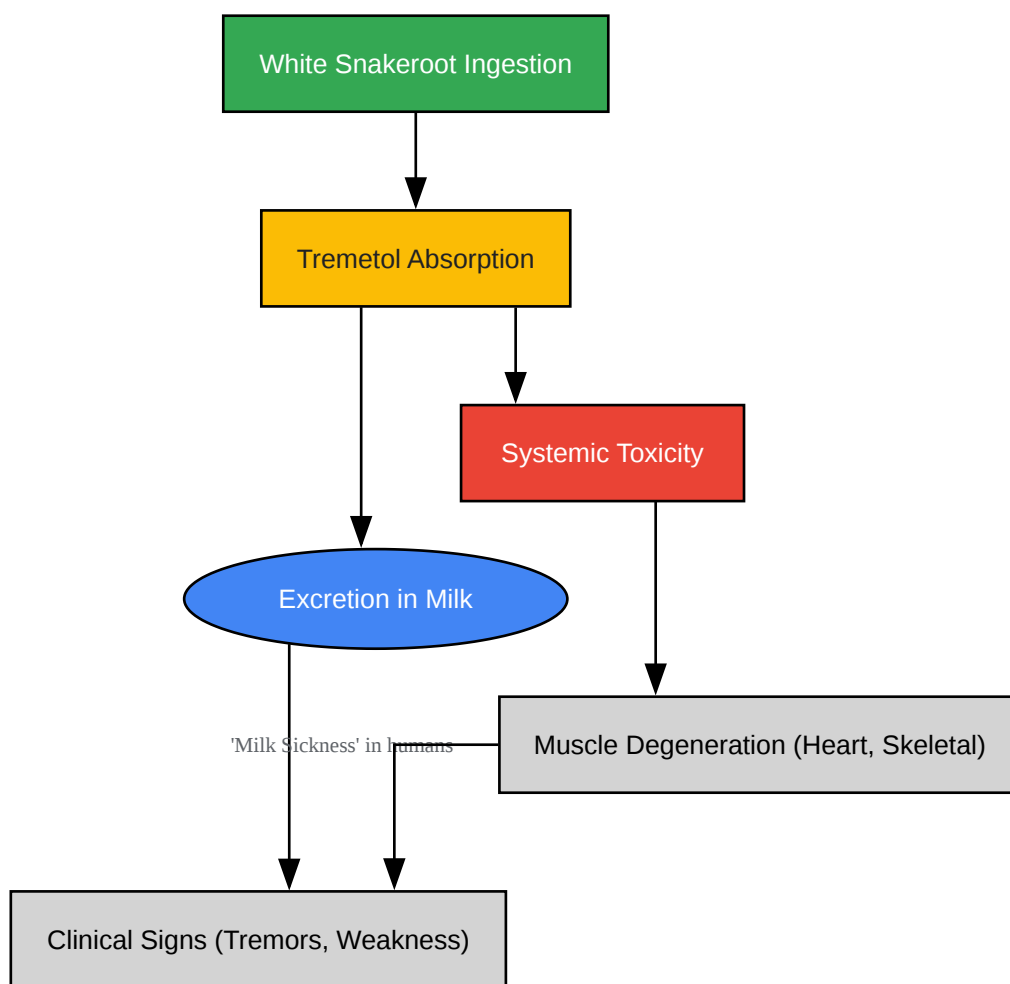 White Snakeroot Ingestion
Tremetol Absorption
Systemic Toxicity
Excretion in Milk
'Milk Sickness' in humans
Muscle Degeneration (Heart, Skeletal)
Clinical Signs (Tremors, Weakness)